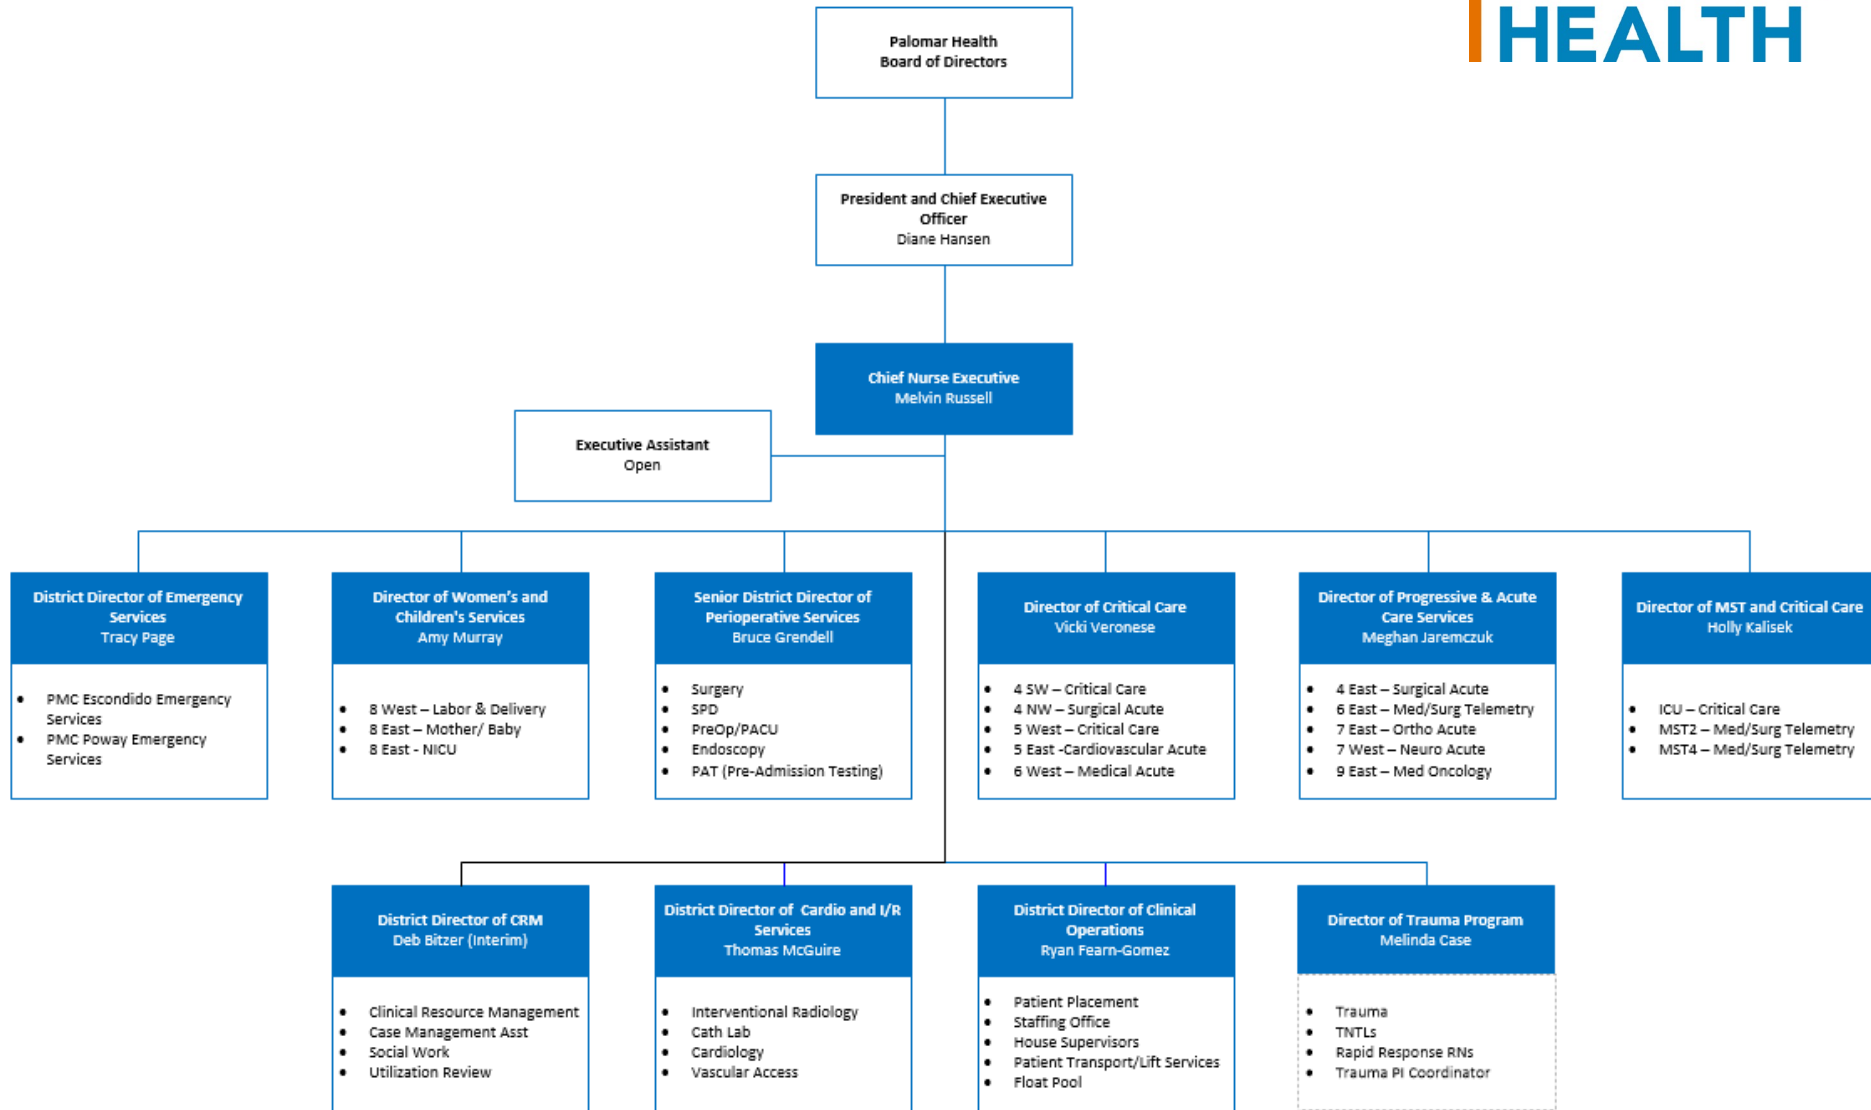 HEALTH
Palomar Health
Board of Directors
President and Chief Executive
Officer
Diane Hansen
Chief Nurse Executive
Melvin Russell
Executive Assistant
Open
District Director of Emergency
Services
Tracy Page
• PMC Escondido Emergency
Services
• PMC Poway Emergency
Services
Director of Women’s and
Children's Services
Amy Murray
• 8 West – Labor & Delivery
• 8 East – Mother/ Baby
• 8 East - NICU
Senior District Director of
Perioperative Services
Bruce Grendell
• Surgery
• SPD
• PreOp/PACU
• Endoscopy
• PAT (Pre-Admission Testing)
Director of Critical Care
Vicki Veronese
• 4 SW – Critical Care
• 4 NW – Surgical Acute
• 5 West – Critical Care
• 5 East -Cardiovascular Acute
• 6 West – Medical Acute
Director of Progressive & Acute
Care Services
Meghan Jaremczuk
• 4 East – Surgical Acute
• 6 East – Med/Surg Telemetry
• 7 East – Ortho Acute
• 7 West – Neuro Acute
• 9 East – Med Oncology
Director of MST and Critical Care
Holly Kalisek
• ICU – Critical Care
• MST2 – Med/Surg Telemetry
• MST4 – Med/Surg Telemetry
District Director of CRM
Deb Bitzer (Interim)
• Clinical Resource Management
• Case Management Asst
• Social Work
• Utilization Review
District Director of Cardio and I/R
Services
Thomas McGuire
• Interventional Radiology
• Cath Lab
• Cardiology
• Vascular Access
District Director of Clinical
Operations
Ryan Fearn-Gomez
• Patient Placement
• Staffing Office
• House Supervisors
• Patient Transport/Lift Services
• Float Pool
Director of Trauma Program
Melinda Case
• Trauma
• TNTLs
• Rapid Response RNs
• Trauma PI Coordinator